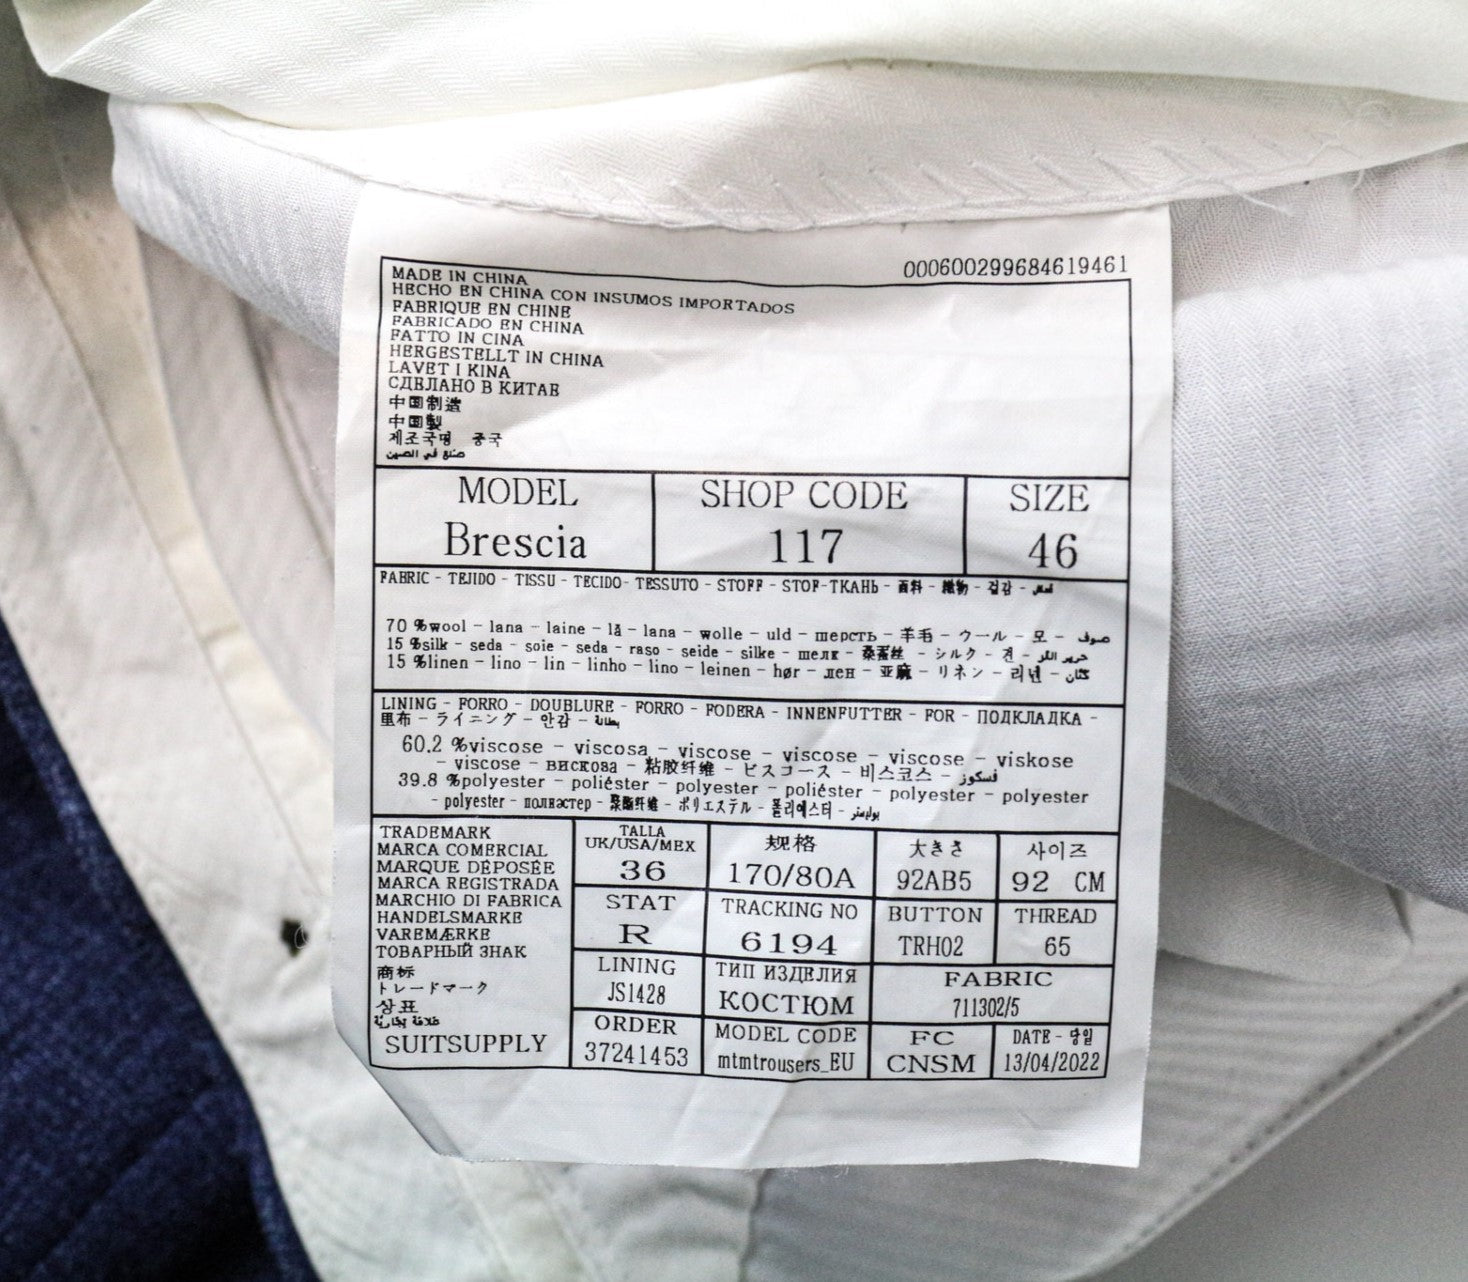 000600299684619461
MADE IN CHINA
HECHO EN CHINA CON INSUMOS IMPORTADOS
FABRIQUE EN CHINE
FABRICADO EN CHINA
FATTO IN CINA
HERGESTELLT IN CHINA
LAVET I KINA
СДЕЛАНО В КИТАЕ
中国制造
中国製
제조국명 중국
صنع في الصين
MODEL SHOP CODE SIZE
Brescia 117 46
FABRIC - TEJIDO - TISSU - TECIDO- TESSUTO - STOFF - STOF-ТКАНЬ - 面料 - 織物 - 겉감 - قماش
70 %wool - lana - laine - lã - lana - wolle - uld - шерсть - 羊毛 - ウール - 모 - صوف
15 %silk - seda - soie - seda - raso - seide - silke - шелк - 桑蚕丝 - シルク - 견 -
15 %linen - lino - lin - linho - lino - leinen - hør - лен - 亚麻 - リネン - 리넨 - كتان
LINING - FORRO - DOUBLURE - FORRO - FODERA - INNENFUTTER - FOR - ПОДКЛАДКА -
里布 - ライニング - 안감 - بطانة
60.2 %viscose - viscosa - viscose - viscose - viscose - viskose
- viscose - вискоза - 粘胶纤维 - ビスコース - 비스코스 - فسكوز
39.8 %polyester - poliéster - polyester - poliéster - polyester - polyester
- polyester - полиэстер - 聚酯纤维 - ポリエステル - 폴리에스터 - بوليستر
TRADEMARK
MARCA COMERCIAL
MARQUE DÉPOSÉE
MARCA REGISTRADA
MARCHIO DI FABRICA
HANDELSMARKE
VAREMÆRKE
ТОВАРНЫЙ ЗНАК
商标
トレードマーク
상표
علامة تجارية
SUITSUPPLY
TALLA
UK/USA/MEX
36
规格
170/80A
大きさ
92AB5
사이즈
92 CM
STAT
R
TRACKING NO
6194
BUTTON
TRH02
THREAD
65
LINING
JS1428
ТИП ИЗДЕЛИЯ
КОСТЮМ
FABRIC
711302/5
ORDER
37241453
MODEL CODE
mtmtrousers_EU
FC
CNSM
DATE -
13/04/2022